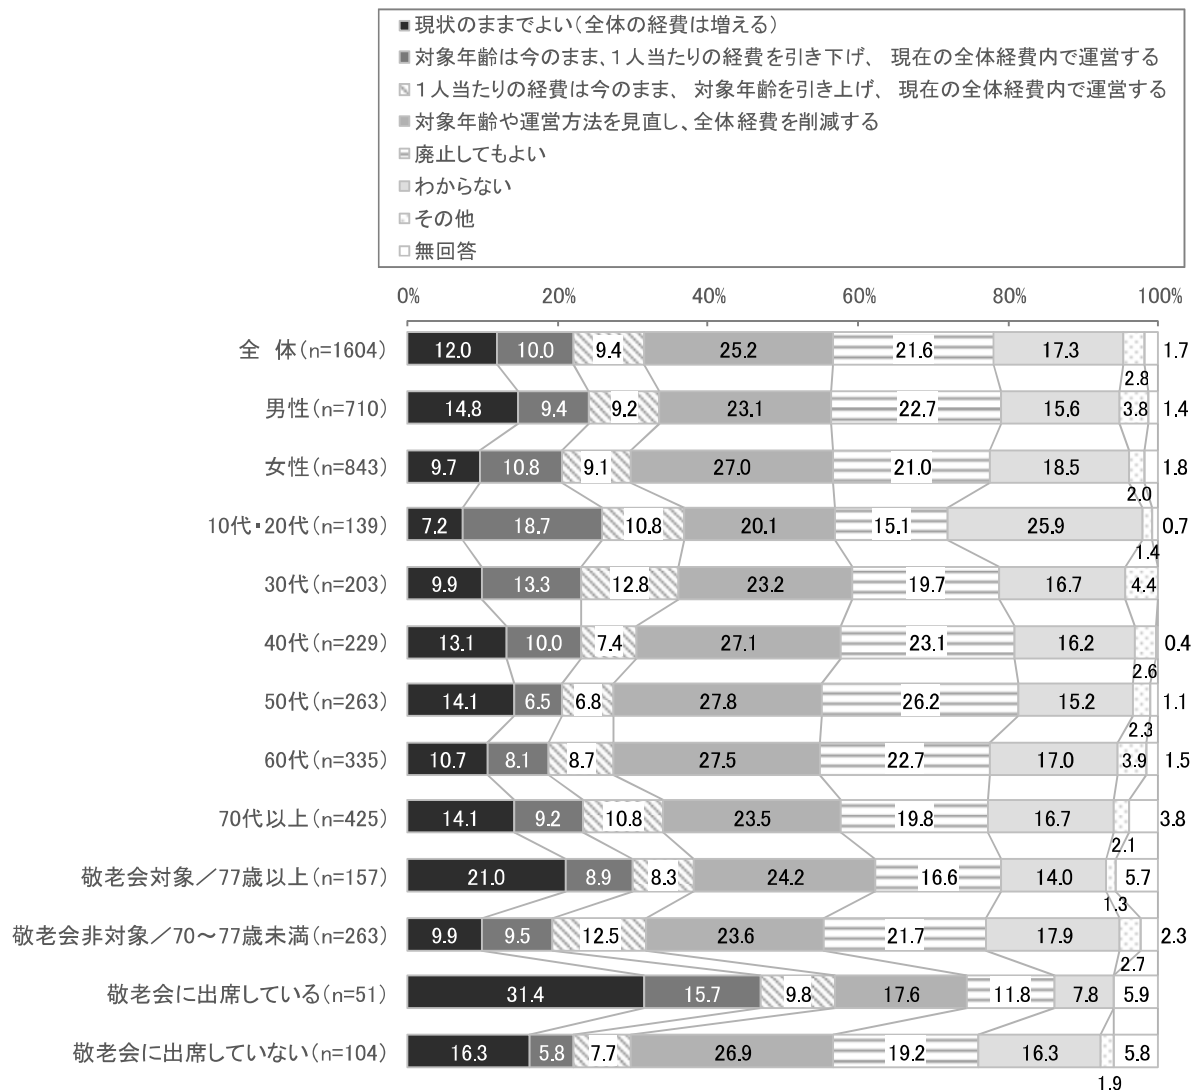 現状のままでよい（全体の経費は増える）
対象年齢は今のまま、１人当たりの経費を引き下げ、 現在の全体経費内で運営する
１人当たりの経費は今のまま、 対象年齢を引き上げ、 現在の全体経費内で運営する
対象年齢や運営方法を見直し、全体経費を削減する
廃止してもよい
わからない
その他
無回答
0% 20% 40% 60% 80% 100%
全 体（n=1604） 12.0 10.0 9.4 25.2 21.6 17.3 1.7
2.8
男性（n=710） 14.8 9.4 9.2 23.1 22.7 15.6 3.8 1.4
女性（n=843） 9.7 10.8 9.1 27.0 21.0 18.5 1.8
2.0
10代・20代（n=139） 7.2 18.7 10.8 20.1 15.1 25.9 0.7
1.4
30代（n=203） 9.9 13.3 12.8 23.2 19.7 16.7 4.4
40代（n=229） 13.1 10.0 7.4 27.1 23.1 16.2 0.4
2.6
50代（n=263） 14.1 6.5 6.8 27.8 26.2 15.2 1.1
2.3
60代（n=335） 10.7 8.1 8.7 27.5 22.7 17.0 3.9 1.5
70代以上（n=425） 14.1 9.2 10.8 23.5 19.8 16.7 3.8
2.1
敬老会対象／77歳以上（n=157） 21.0 8.9 8.3 24.2 16.6 14.0 5.7
1.3
敬老会非対象／70～77歳未満（n=263） 9.9 9.5 12.5 23.6 21.7 17.9 2.3
2.7
敬老会に出席している（n=51） 31.4 15.7 9.8 17.6 11.8 7.8 5.9
敬老会に出席していない（n=104） 16.3 5.8 7.7 26.9 19.2 16.3 5.8
1.9